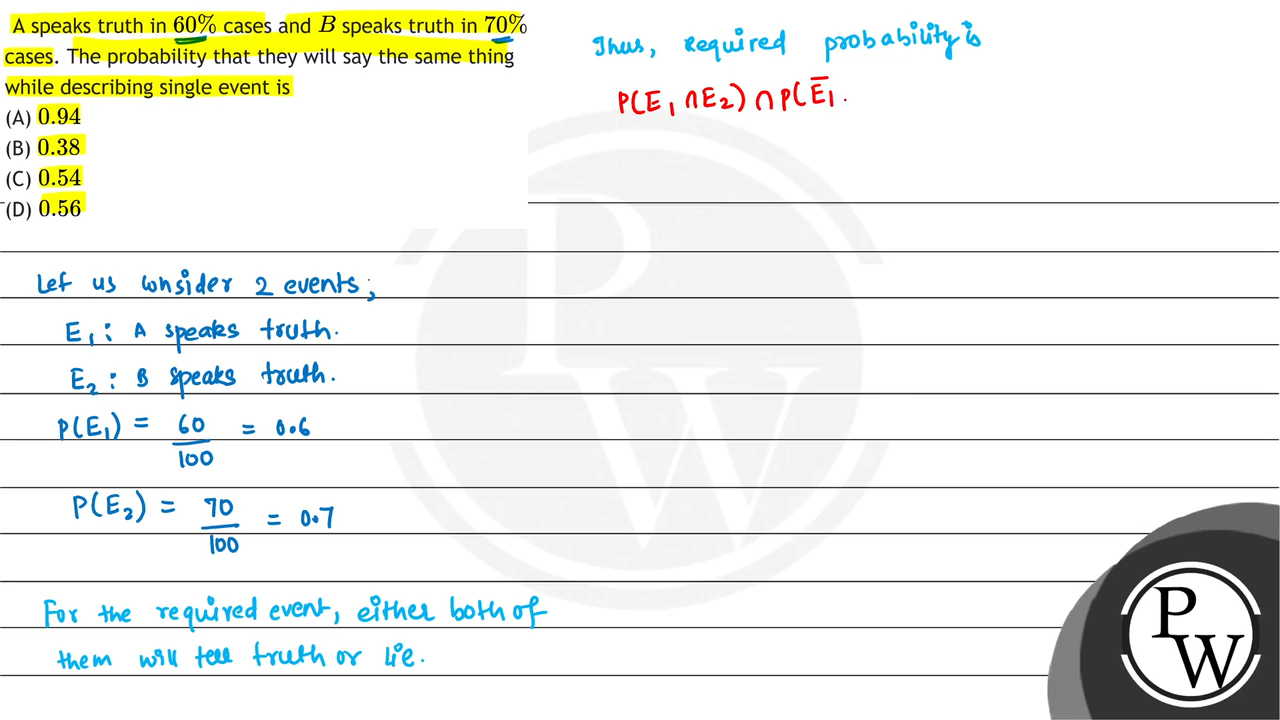 A speaks truth in 60% cases and B speaks truth in 70%
cases. The probability that they will say the same thing
while describing single event is
(A) 0.94
(B) 0.38
(C) 0.54
(D) 0.56
Let us consider 2 events;
E₁ : A speaks truth.
E₂ : B speaks truth.
P(E₁) = 60/100 = 0.6
P(E₂) = 70/100 = 0.7
For the required event, either both of
them will tell truth or lie.
Thus, required probability is
P(E₁ ∩ E₂) ∩ P(E̅₁.
P
W